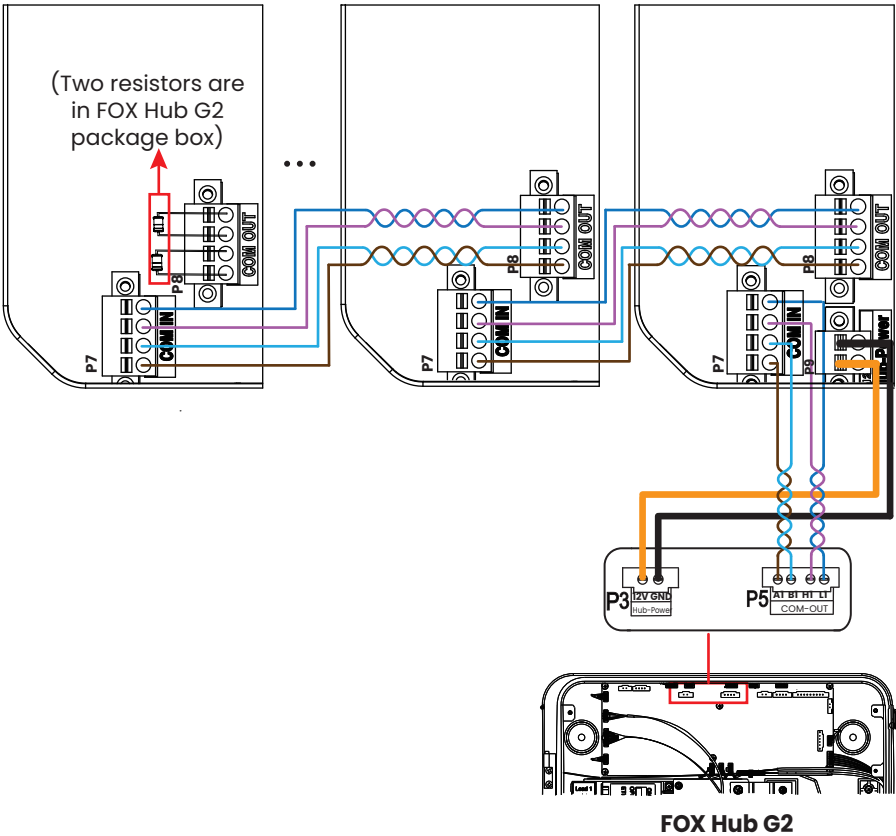 (Two resistors are
in FOX Hub G2
package box)
...
COM OUT
P8
COM IN
P7
COM OUT
P8
COM IN
P7
COM OUT
P8
COM IN
P7
P9
P3
12V GND
Hub-Power
P5
A1 B1 H1 L1
COM-OUT
Load 1
FOX Hub G2